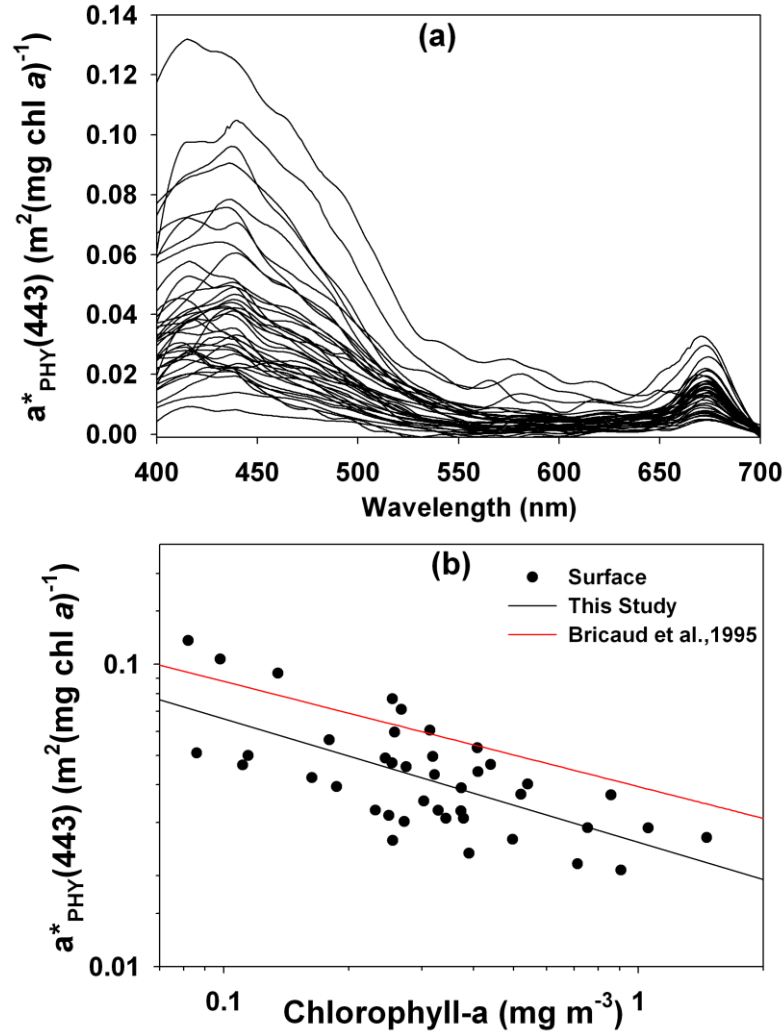 (a)
a*PHY(443) (m2(mg chl a)-1)
0.14
0.12
0.10
0.08
0.06
0.04
0.02
0.00
400 450 500 550 600 650 700
Wavelength (nm)
(b)
Surface
This Study
Bricaud et al.,1995
a*PHY(443) (m2(mg chl a)-1)
0.1
0.01
0.1 1
Chlorophyll-a (mg m-3)